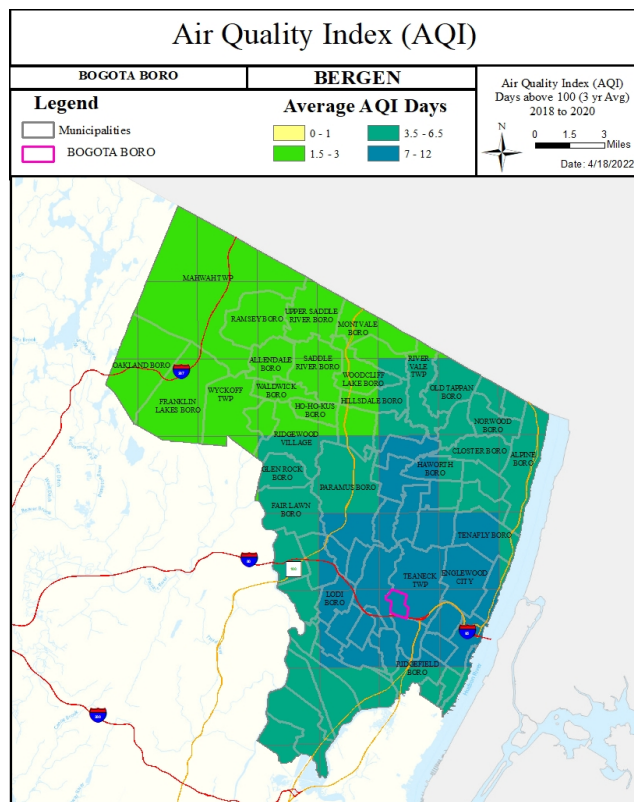 Air Quality Index (AQI)
BOGOTA BORO
BERGEN
Legend
Municipalities
BOGOTA BORO
Average AQI Days
0 - 1
3.5 - 6.5
1.5 - 3
7 - 12
Air Quality Index (AQI)
Days above 100 (3 yr Avg)
2018 to 2020
N
0 1.5 3
Miles
Date: 4/18/2022
MAHWAH TWP
RAMSEY BORO
UPPER SADDLE
RIVER BORO
MONTVALE
BORO
OAKLAND BORO
287
ALLENDALE
BORO
SADDLE
RIVER BORO
RIVER
VALE
TWP
WYCKOFF
TWP
WALDWICK
BORO
WOODCLIFF
LAKE BORO
OLD TAPPAN
BORO
FRANKLIN
LAKES BORO
HO-HO-KUS
BORO
HILLSDALE BORO
NORWOOD
BORO
RIDGEWOOD
VILLAGE
CLOSTER BORO
ALPINE
BORO
GLEN ROCK
BORO
PARAMUS BORO
HAWORTH
BORO
FAIR LAWN
BORO
TENAFLY BORO
80
TEANECK
TWP
ENGLEWOOD
CITY
LODI
BORO
RIDGEFIELD
BORO